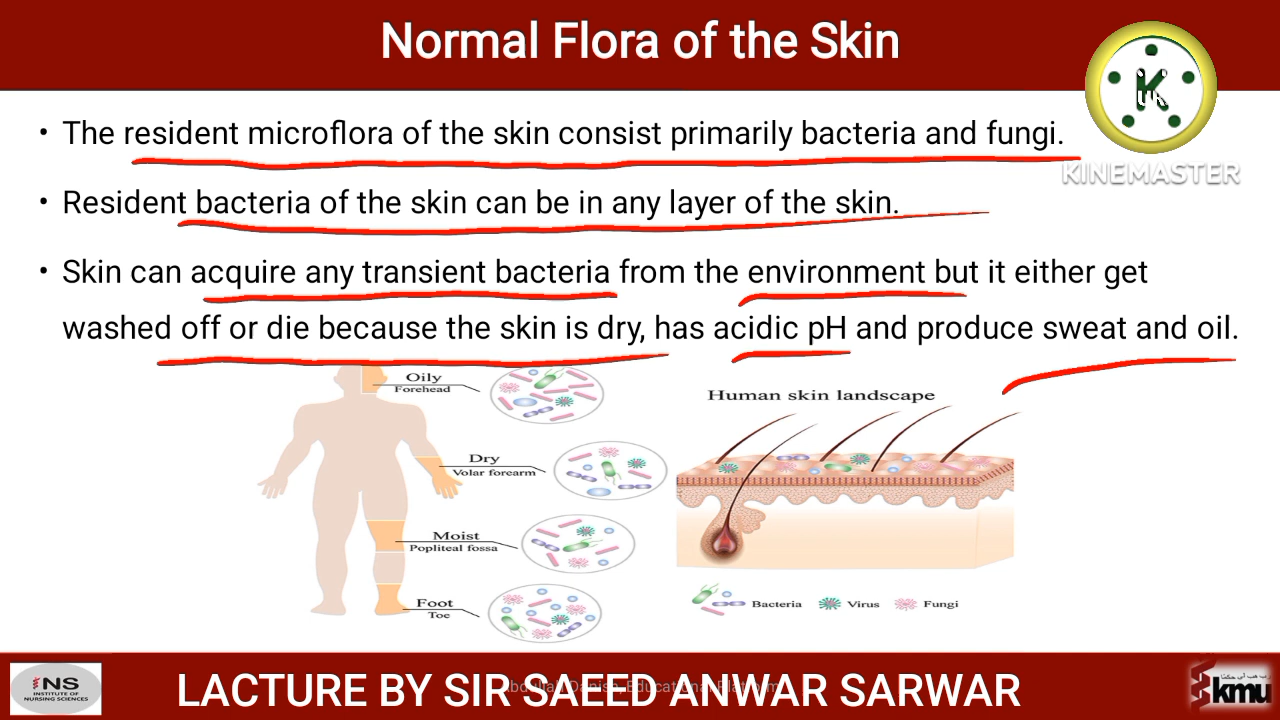 Normal Flora of the Skin
• The resident microflora of the skin consist primarily bacteria and fungi.
KINEMASTER
• Resident bacteria of the skin can be in any layer of the skin.
• Skin can acquire any transient bacteria from the environment but it either get
washed off or die because the skin is dry, has acidic pH and produce sweat and oil.
Oily
Forehead
Dry
Volar forearm
Moist
Popliteal fossa
Foot
Toe
Human skin landscape
Bacteria
Virus
Fungi
INS
INSTITUTE OF
NURSING SCIENCES
LACTURE BY SIR SAEED ANWAR SARWAR
kmu